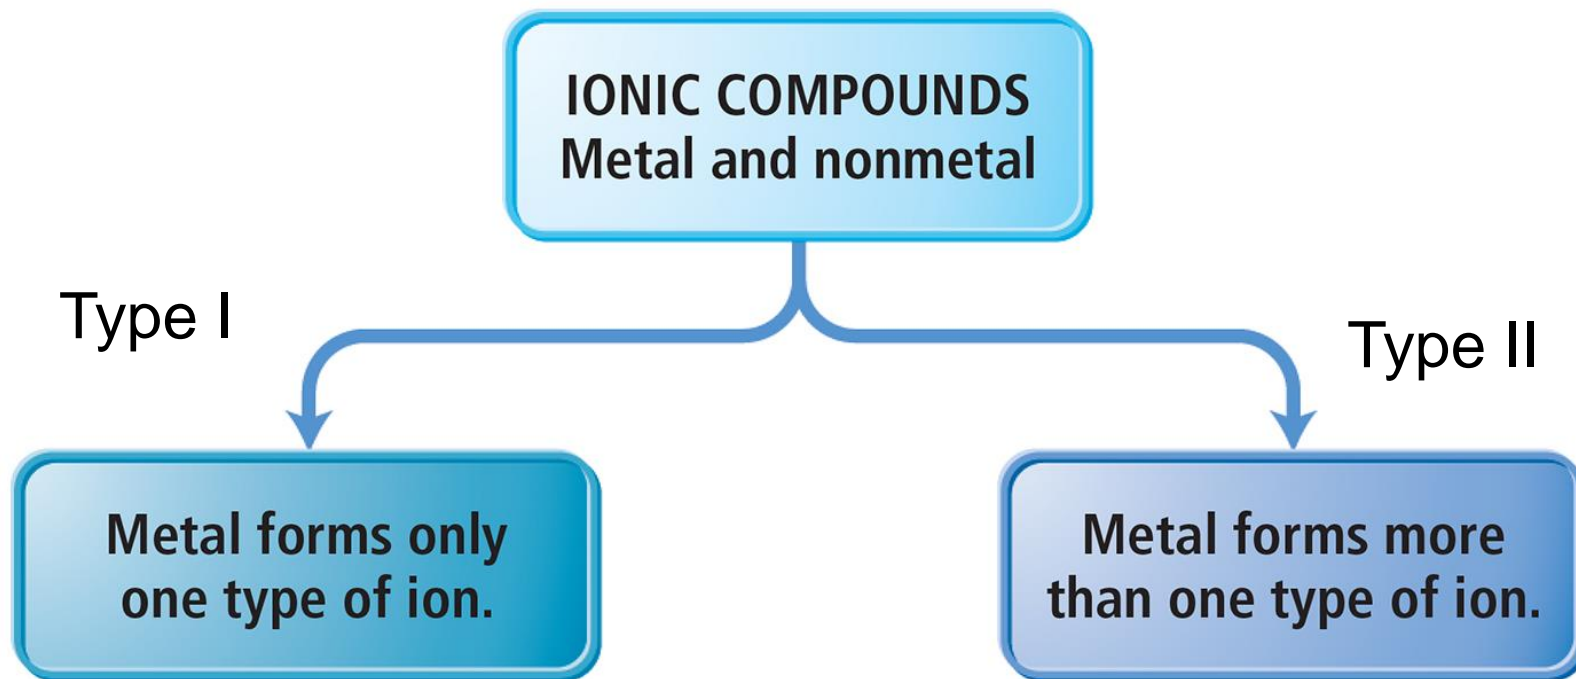 IONIC COMPOUNDS
Metal and nonmetal
Type I
Type II
Metal forms only
one type of ion.
Metal forms more
than one type of ion.